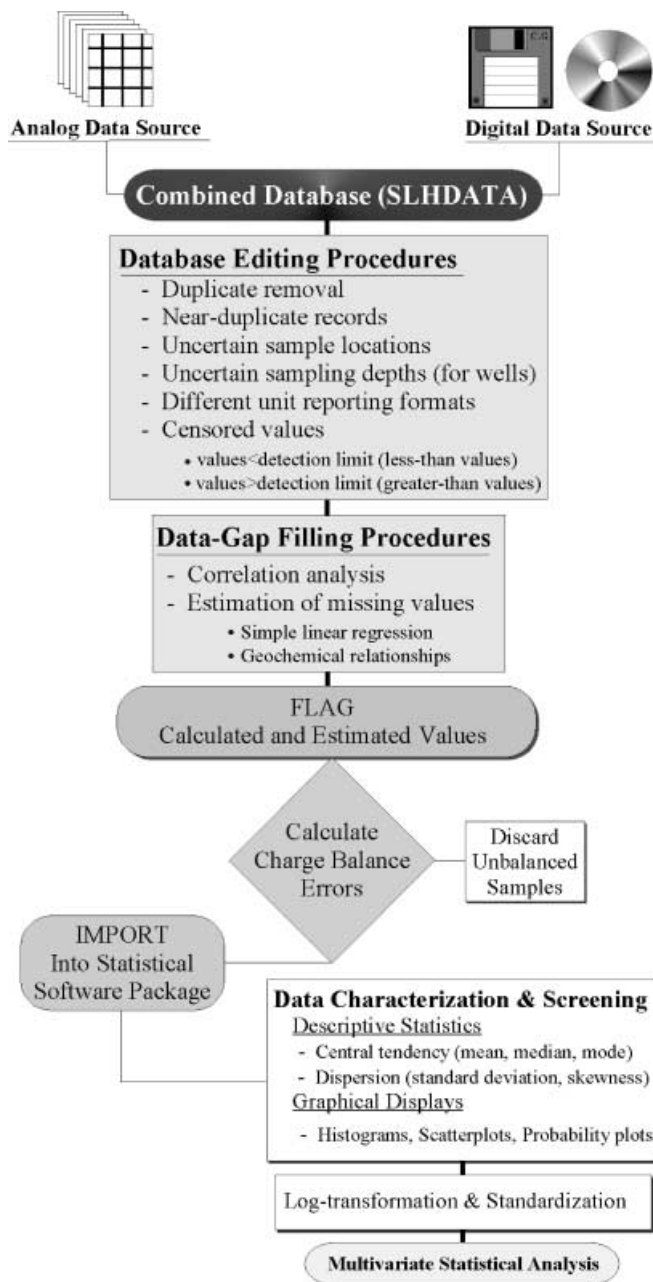 C.G
Analog Data Source
Digital Data Source
Combined Database (SLHDATA)
Database Editing Procedures
- Duplicate removal
- Near-duplicate records
- Uncertain sample locations
- Uncertain sampling depths (for wells)
- Different unit reporting formats
- Censored values
• values<detection limit (less-than values)
• values>detection limit (greater-than values)
Data-Gap Filling Procedures
- Correlation analysis
- Estimation of missing values
• Simple linear regression
• Geochemical relationships
FLAG
Calculated and Estimated Values
Calculate
Charge Balance
Errors
Discard
Unbalanced
Samples
IMPORT
Into Statistical
Software Package
Data Characterization & Screening
Descriptive Statistics
- Central tendency (mean, median, mode)
- Dispersion (standard deviation, skewness)
Graphical Displays
- Histograms, Scatterplots, Probability plots
Log-transformation & Standardization
Multivariate Statistical Analysis